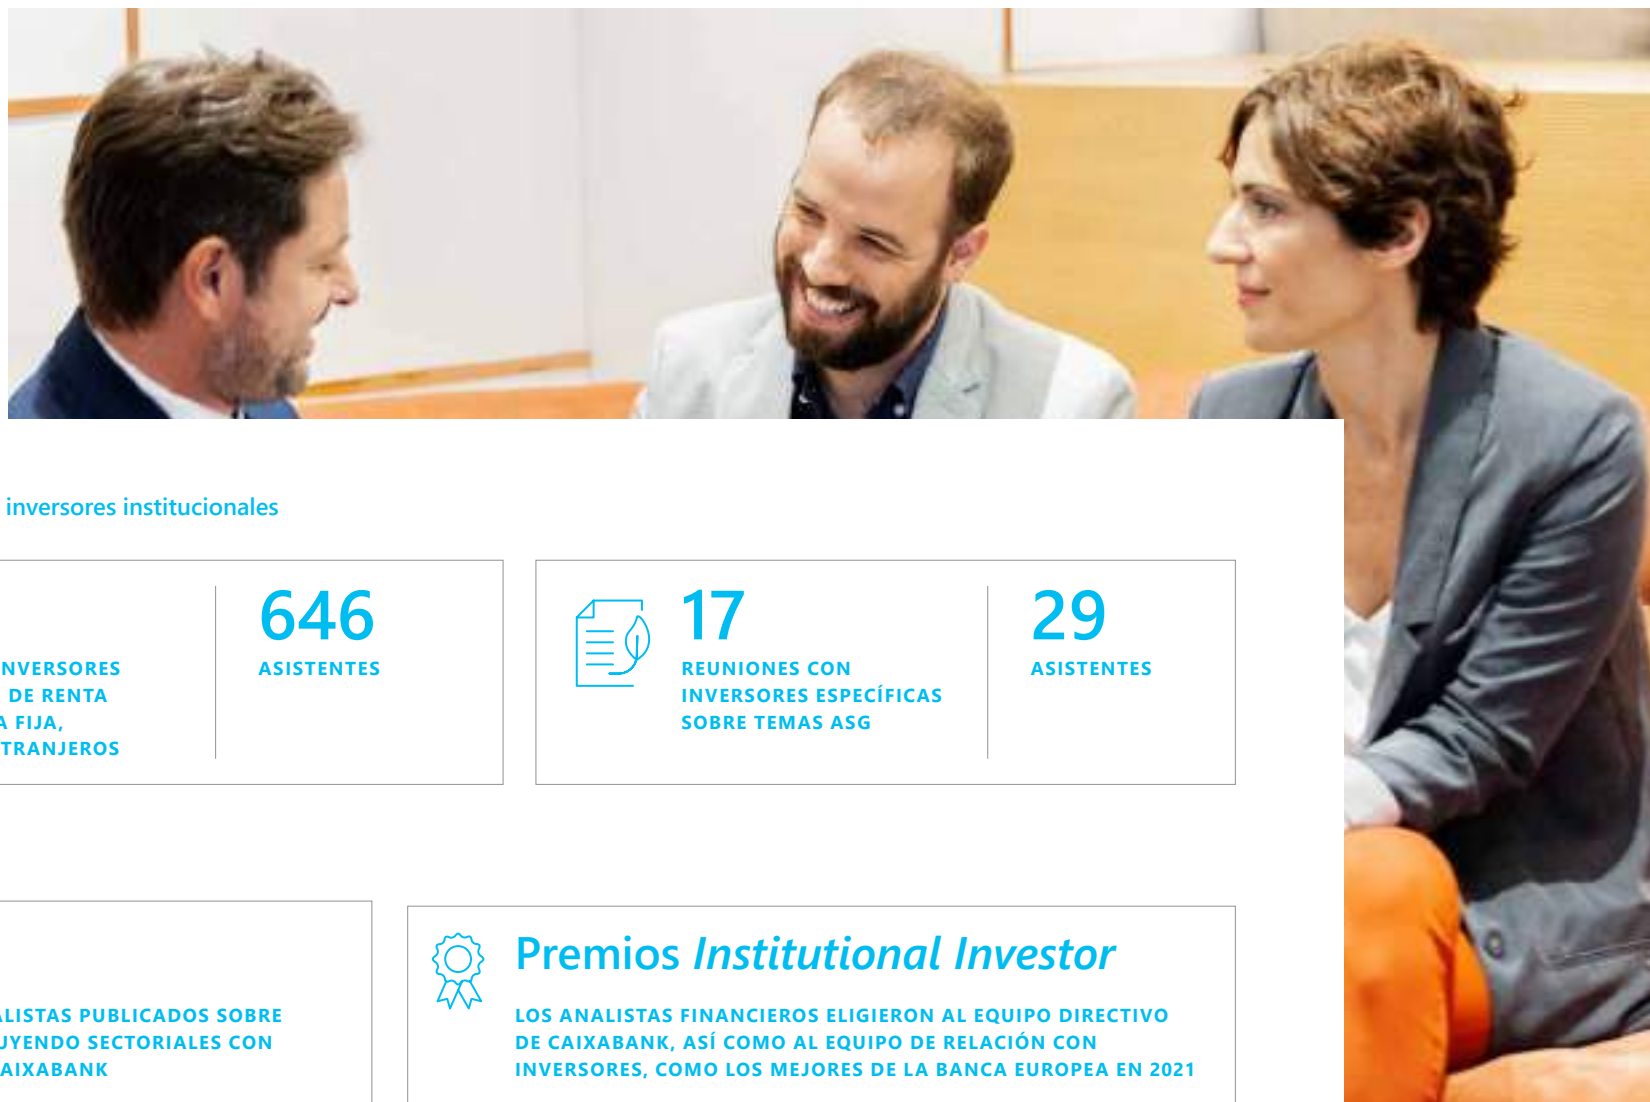 inversores institucionales
NVERSORES
DE RENTA
A FIJA,
TRANJEROS
646
ASISTENTES
17
REUNIONES CON
INVERSORES ESPECÍFICAS
SOBRE TEMAS ASG
29
ASISTENTES
ALISTAS PUBLICADOS SOBRE
UYENDO SECTORIALES CON
AIXABANK
Premios Institutional Investor
LOS ANALISTAS FINANCIEROS ELIGIERON AL EQUIPO DIRECTIVO
DE CAIXABANK, ASÍ COMO AL EQUIPO DE RELACIÓN CON
INVERSORES, COMO LOS MEJORES DE LA BANCA EUROPEA EN 2021